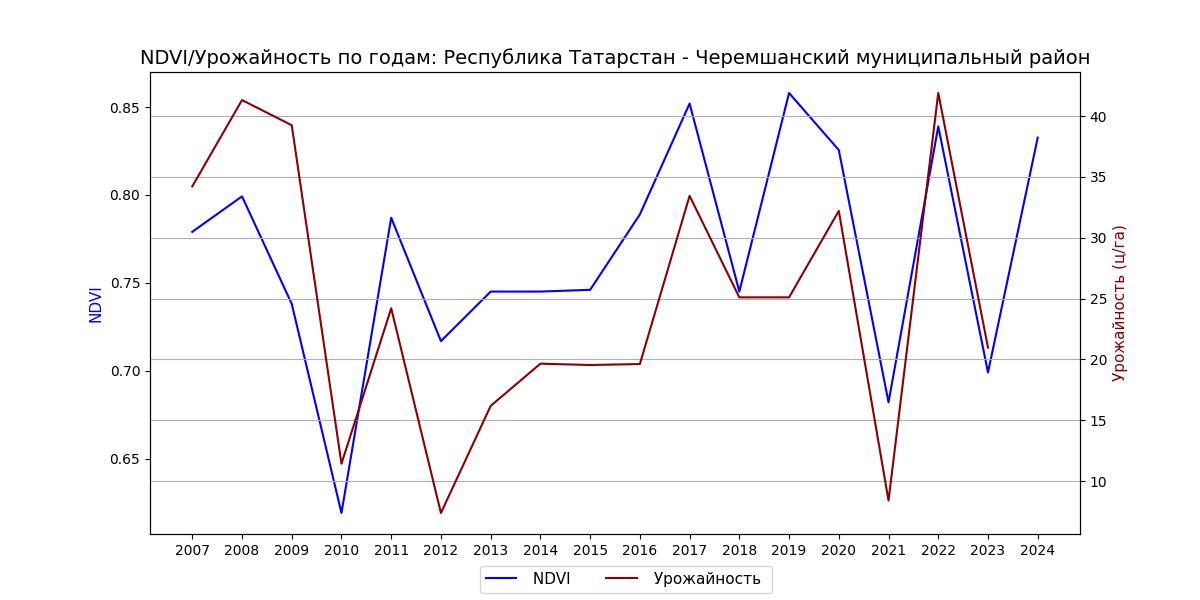 NDVI/Урожайность по годам: Республика Татарстан - Черемшанский муниципальный район
0.85
0.80
0.75
0.70
0.65
NDVI
40
35
30
25
20
15
10
Урожайность (ц/га)
2007 2008 2009 2010 2011 2012 2013 2014 2015 2016 2017 2018 2019 2020 2021 2022 2023 2024
NDVI Урожайность